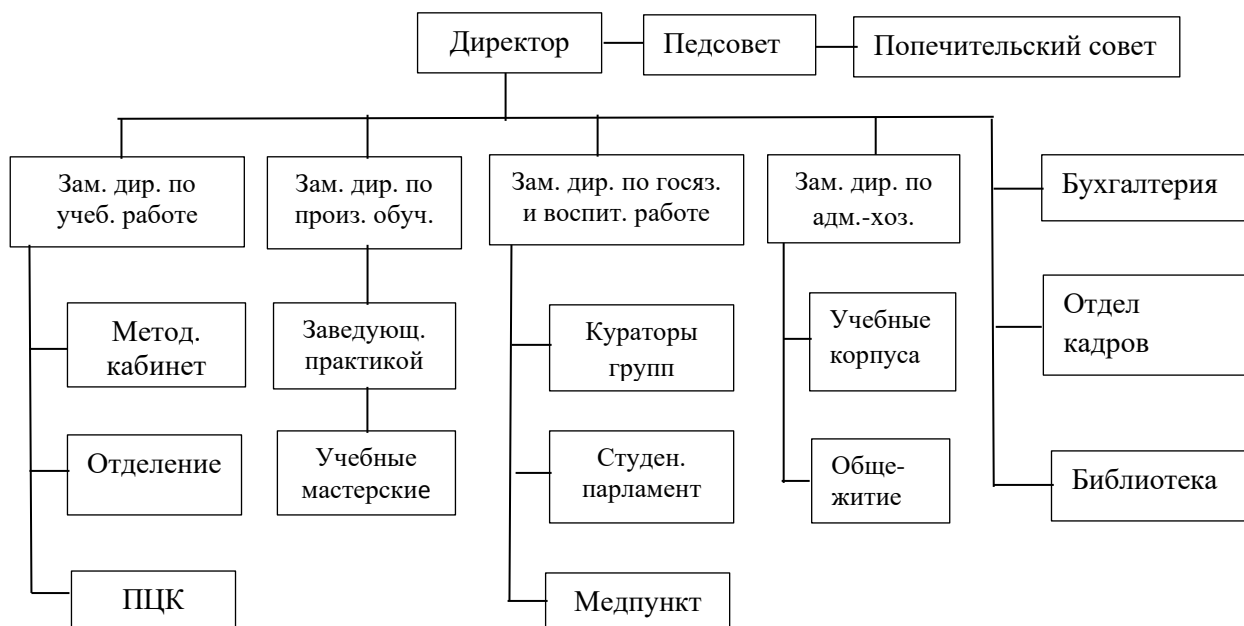 Директор
Педсовет
Попечительский совет
Зам. дир. по
учеб. работе
Зам. дир. по
произ. обуч.
Зам. дир. по госяз.
и воспит. работе
Зам. дир. по
адм.-хоз.
Бухгалтерия
Метод.
кабинет
Заведующ.
практикой
Кураторы
групп
Учебные
корпуса
Отдел
кадров
Отделение
Учебные
мастерские
Студен.
парламент
Обще-
житие
Библиотека
ПЦК
Медпункт